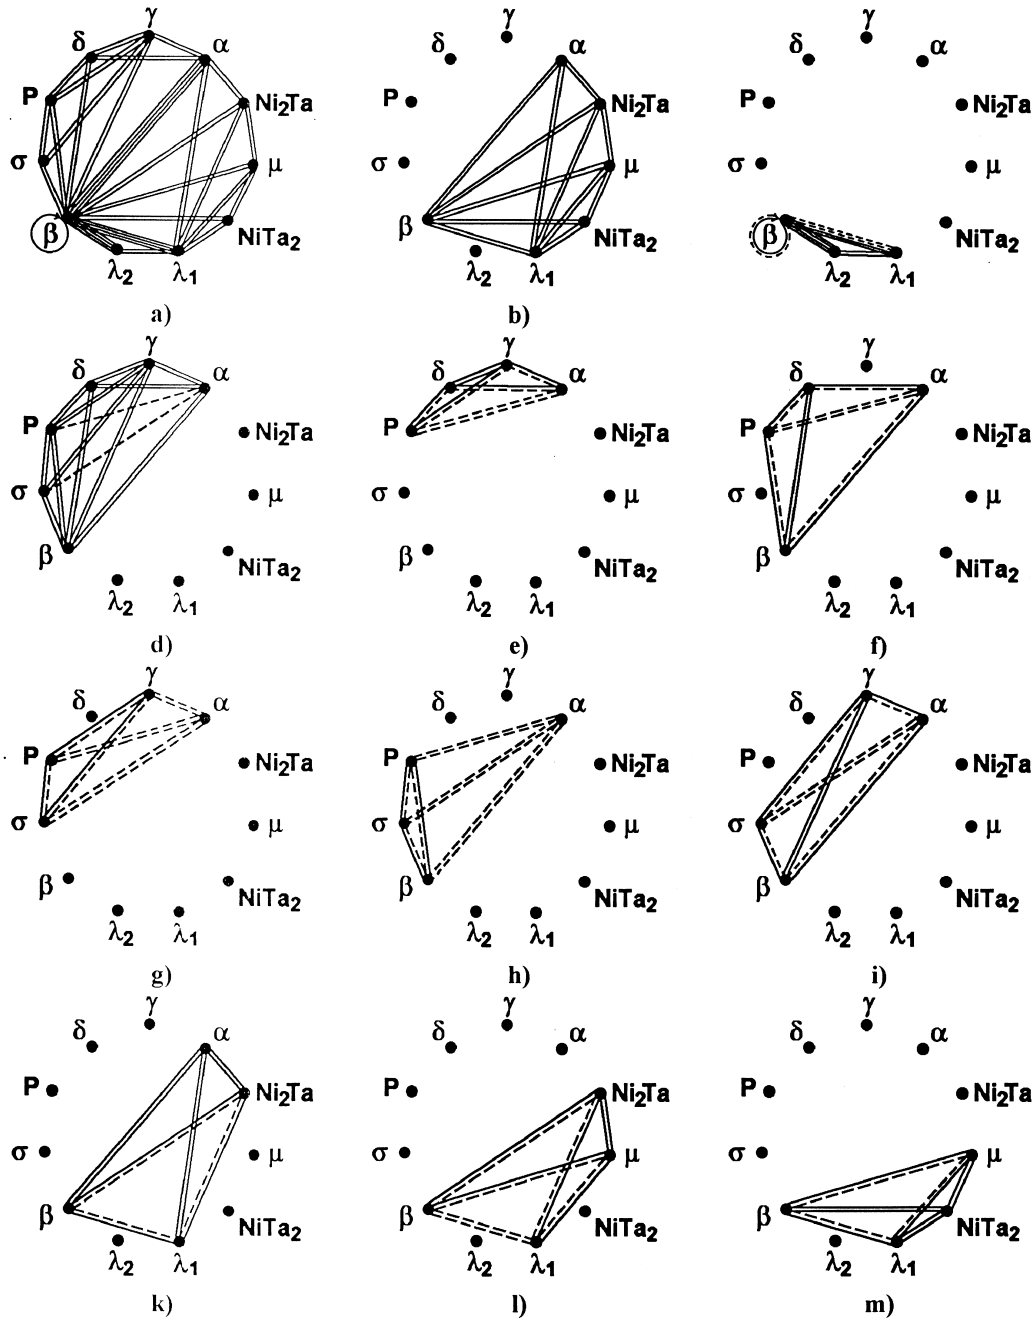 γ
δ α
P Ni₂Ta
σ μ
β NiTa₂
λ₂ λ₁
a)
γ
δ α
P Ni₂Ta
σ μ
β NiTa₂
λ₂ λ₁
b)
γ
δ α
P Ni₂Ta
σ μ
β NiTa₂
λ₂ λ₁
γ
δ α
P Ni₂Ta
σ μ
β NiTa₂
λ₂ λ₁
d)
γ
δ α
P Ni₂Ta
σ μ
β NiTa₂
λ₂ λ₁
e)
γ
δ α
P Ni₂Ta
σ μ
β NiTa₂
λ₂ λ₁
f)
γ
δ α
P Ni₂Ta
σ μ
β NiTa₂
λ₂ λ₁
g)
γ
δ α
P Ni₂Ta
σ μ
β NiTa₂
λ₂ λ₁
h)
γ
δ α
P Ni₂Ta
σ μ
β NiTa₂
λ₂ λ₁
i)
γ
δ α
P Ni₂Ta
σ μ
β NiTa₂
λ₂ λ₁
k)
γ
δ α
P Ni₂Ta
σ μ
β NiTa₂
λ₂ λ₁
l)
γ
δ α
P Ni₂Ta
σ μ
β NiTa₂
λ₂ λ₁
m)